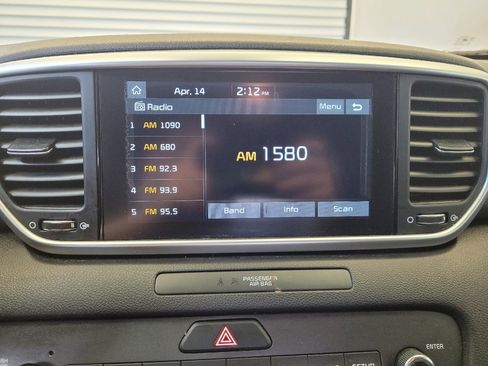 Apr. 14 2:12 PM
Radio Menu
1 AM 1090
2 AM 680
3 FM 92.3
4 FM 93.9
5 FM 95.5
AM 1580
Band Info Scan
PASSENGER
AIR BAG
ENTER